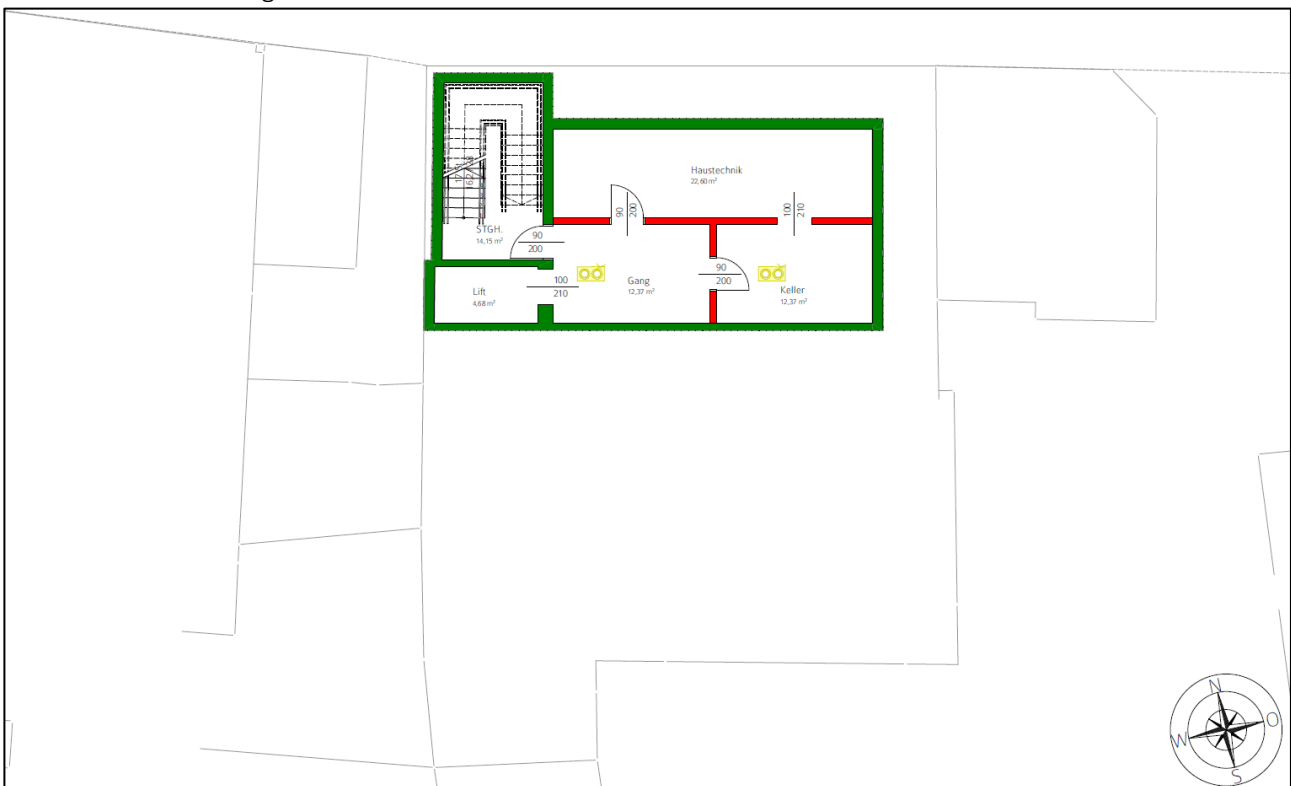 g
Haustechnik
22,60 m²
90
200
100
210
STGH.
14,15 m²
90
200
Gang
12,37 m²
90
200
Keller
12,37 m²
Lift
4,68 m²
100
210
N
O
W
S